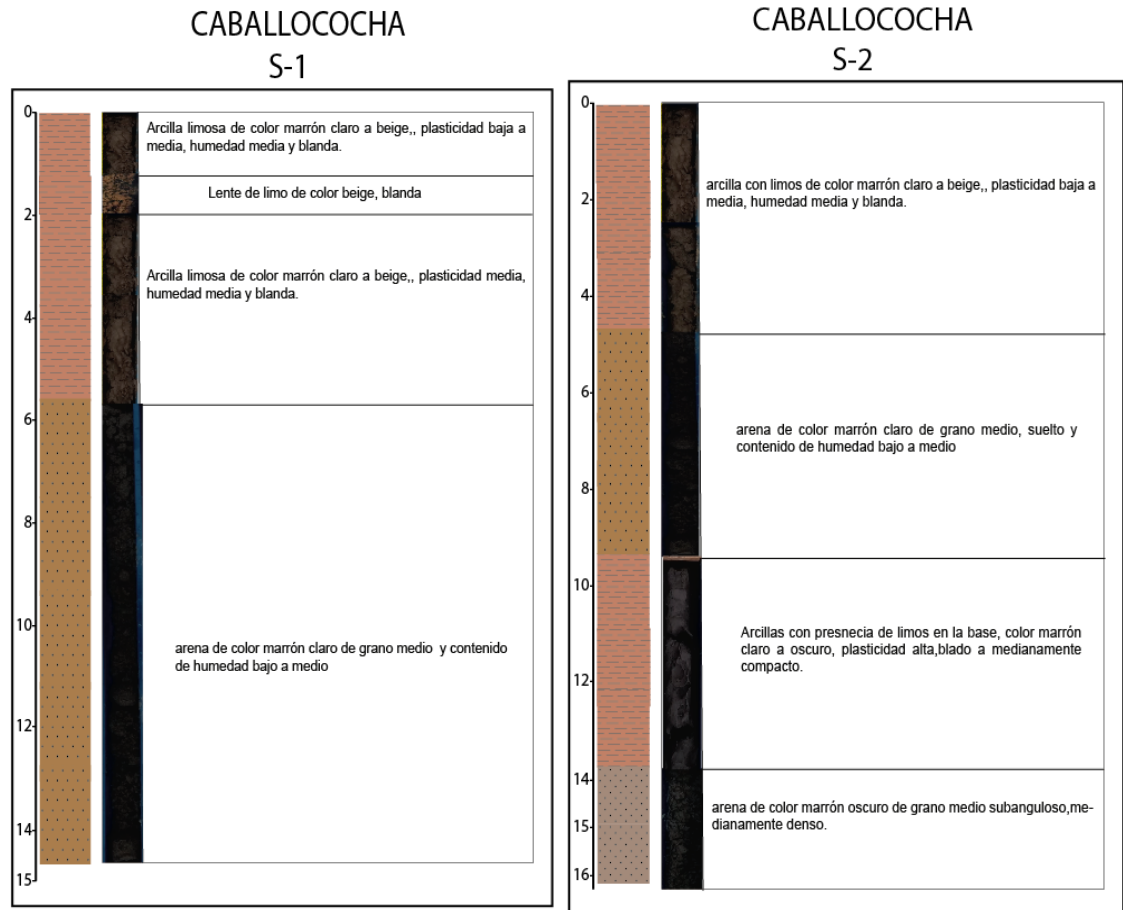 CABALLOCOCHA
S-1
0
2
4
6
8
10
12
14
15
Arcilla limosa de color marrón claro a beige,, plasticidad baja a
media, humedad media y blanda.
Lente de limo de color beige, blanda
Arcilla limosa de color marrón claro a beige,, plasticidad media,
humedad media y blanda.
arena de color marrón claro de grano medio y contenido
de humedad bajo a medio
CABALLOCOCHA
S-2
0
2
4
6
8
10
12
14
15
16
arcilla con limos de color marrón claro a beige,, plasticidad baja a
media, humedad media y blanda.
arena de color marrón claro de grano medio, suelto y
contenido de humedad bajo a medio
Arcillas con presnecia de limos en la base, color marrón
claro a oscuro, plasticidad alta,blado a medianamente
compacto.
arena de color marrón oscuro de grano medio subanguloso,me-
dianamente denso.